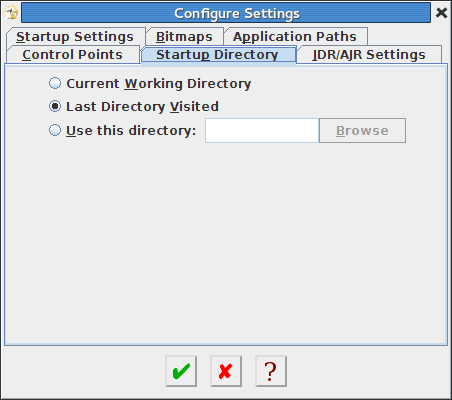 Configure Settings
Startup Settings Bitmaps Application Paths
Control Points Startup Directory JDR/AJR Settings
Current Working Directory
Last Directory Visited
Use this directory: Browse
?